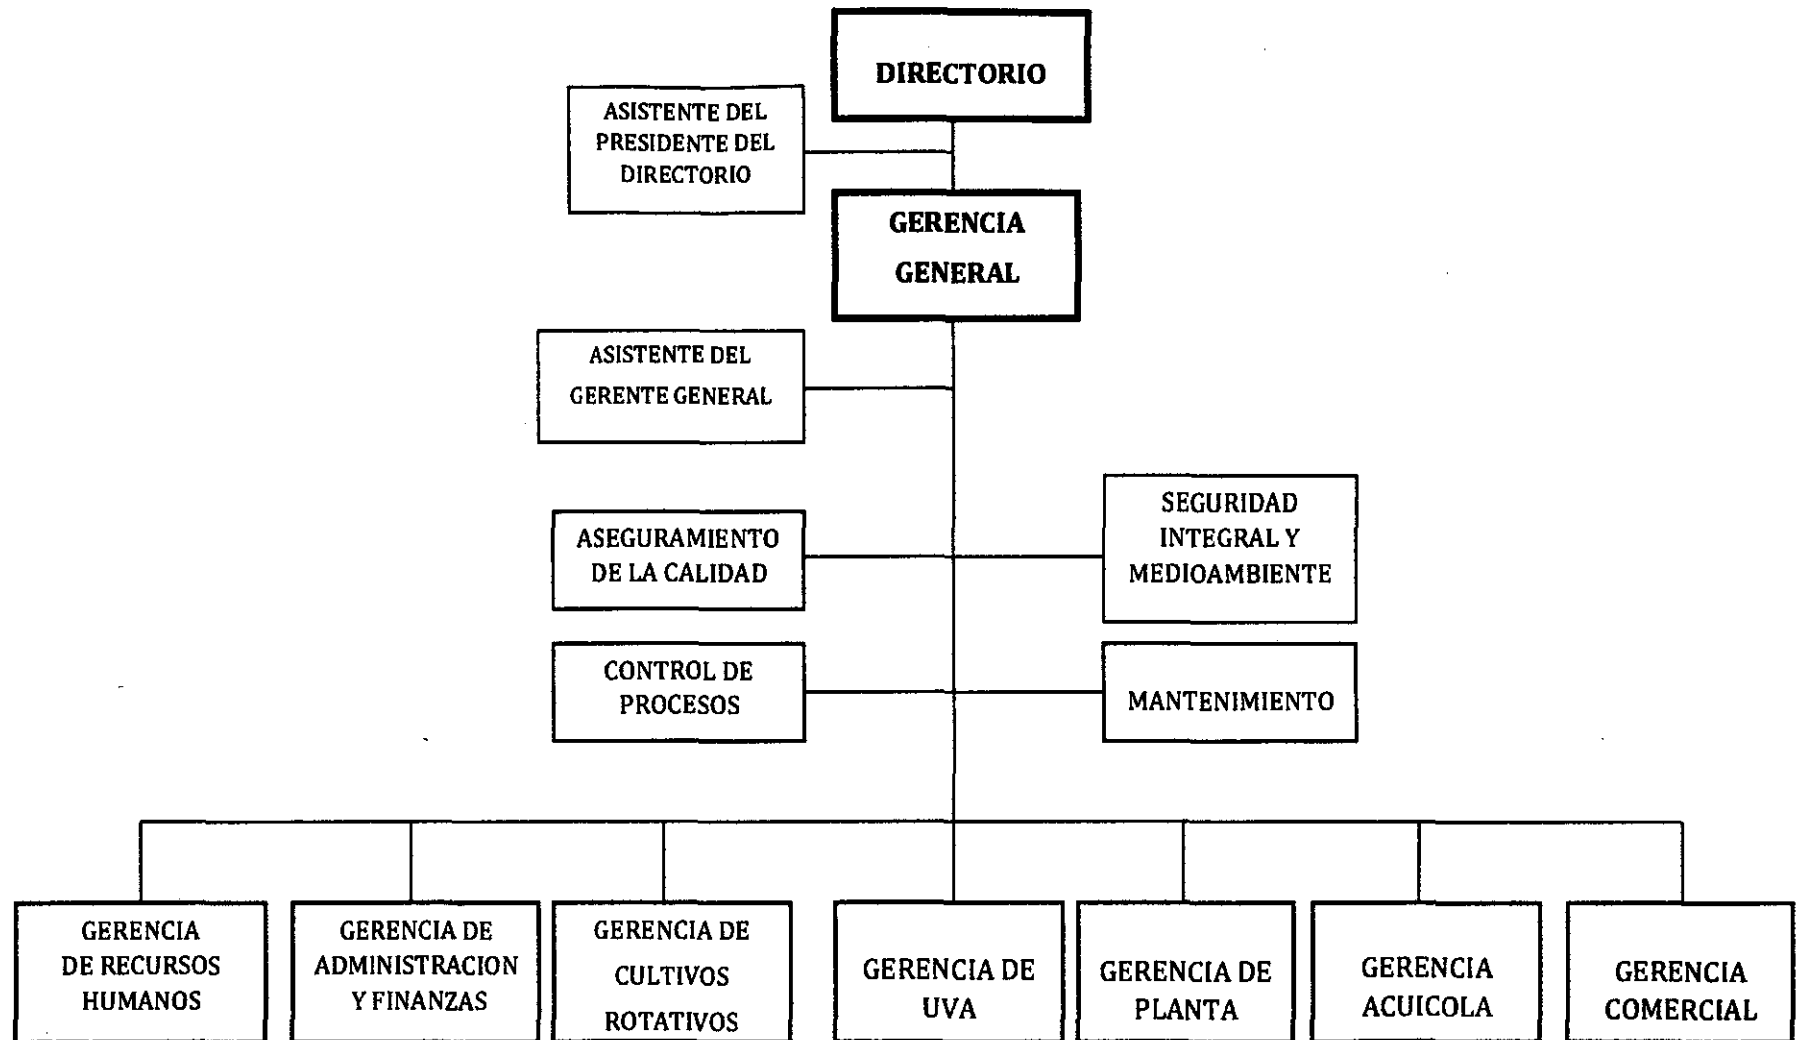 DIRECTORIO
ASISTENTE DEL
PRESIDENTE DEL
DIRECTORIO
GERENCIA
GENERAL
ASISTENTE DEL
GERENTE GENERAL
ASEGURAMIENTO
DE LA CALIDAD
SEGURIDAD
INTEGRAL Y
MEDIOAMBIENTE
CONTROL DE
PROCESOS
MANTENIMIENTO
GERENCIA
DE RECURSOS
HUMANOS
GERENCIA DE
ADMINISTRACION
Y FINANZAS
GERENCIA DE
CULTIVOS
ROTATIVOS
GERENCIA DE
UVA
GERENCIA DE
PLANTA
GERENCIA
ACUICOLA
GERENCIA
COMERCIAL